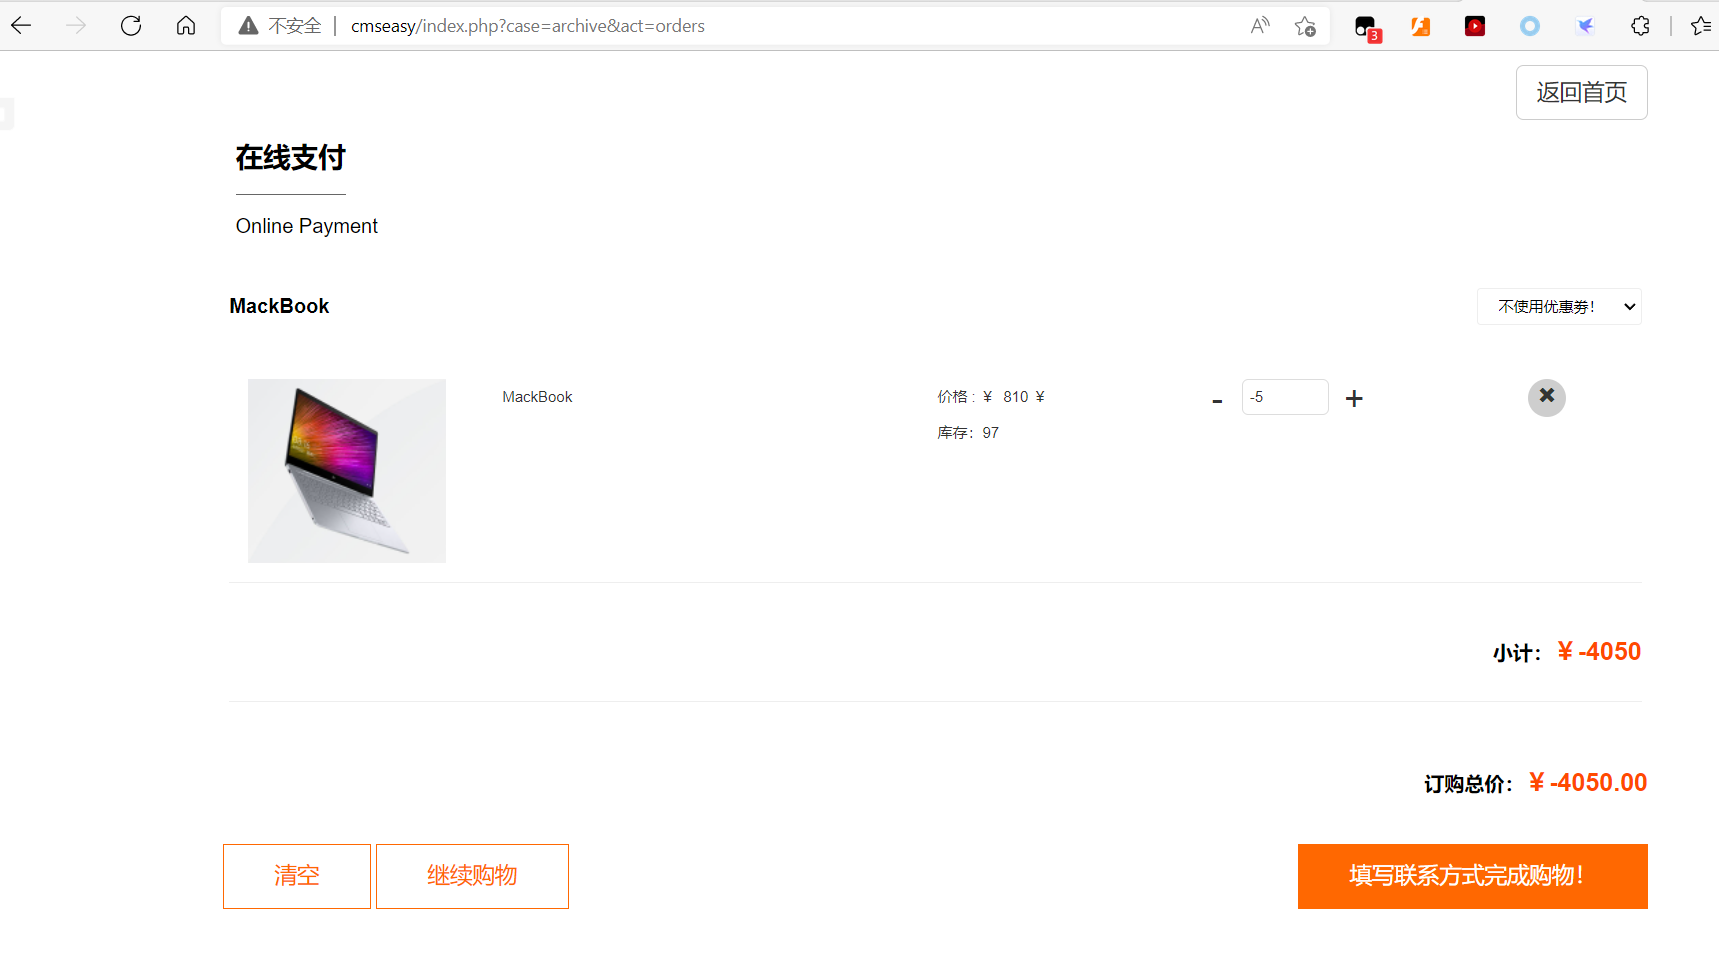 不安全 cmseasy/index.php?case=archive&act=orders
3
返回首页
在线支付
Online Payment
MackBook
不使用优惠劵!
MackBook
价格 : ¥ 810 ¥
- -5 +
库存: 97
小计: ¥ -4050
订购总价: ¥ -4050.00
清空
继续购物
填写联系方式完成购物!